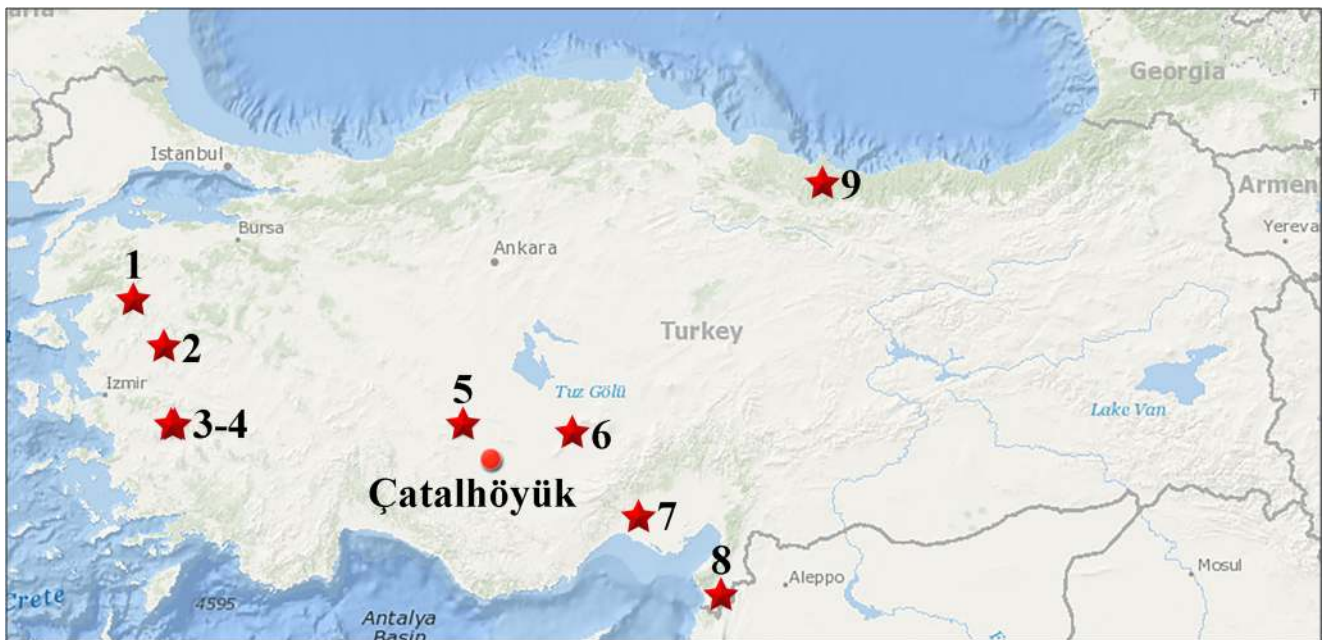 Georgia
Istanbul
9
Armen
Yereva
Bursa
Ankara
1
Turkey
2
Izmir
5
Tuz Gölü
Lake Van
3-4
6
Çatalhöyük
7
8
Aleppo
Mosul
Crete
4595
Antalya
Basin